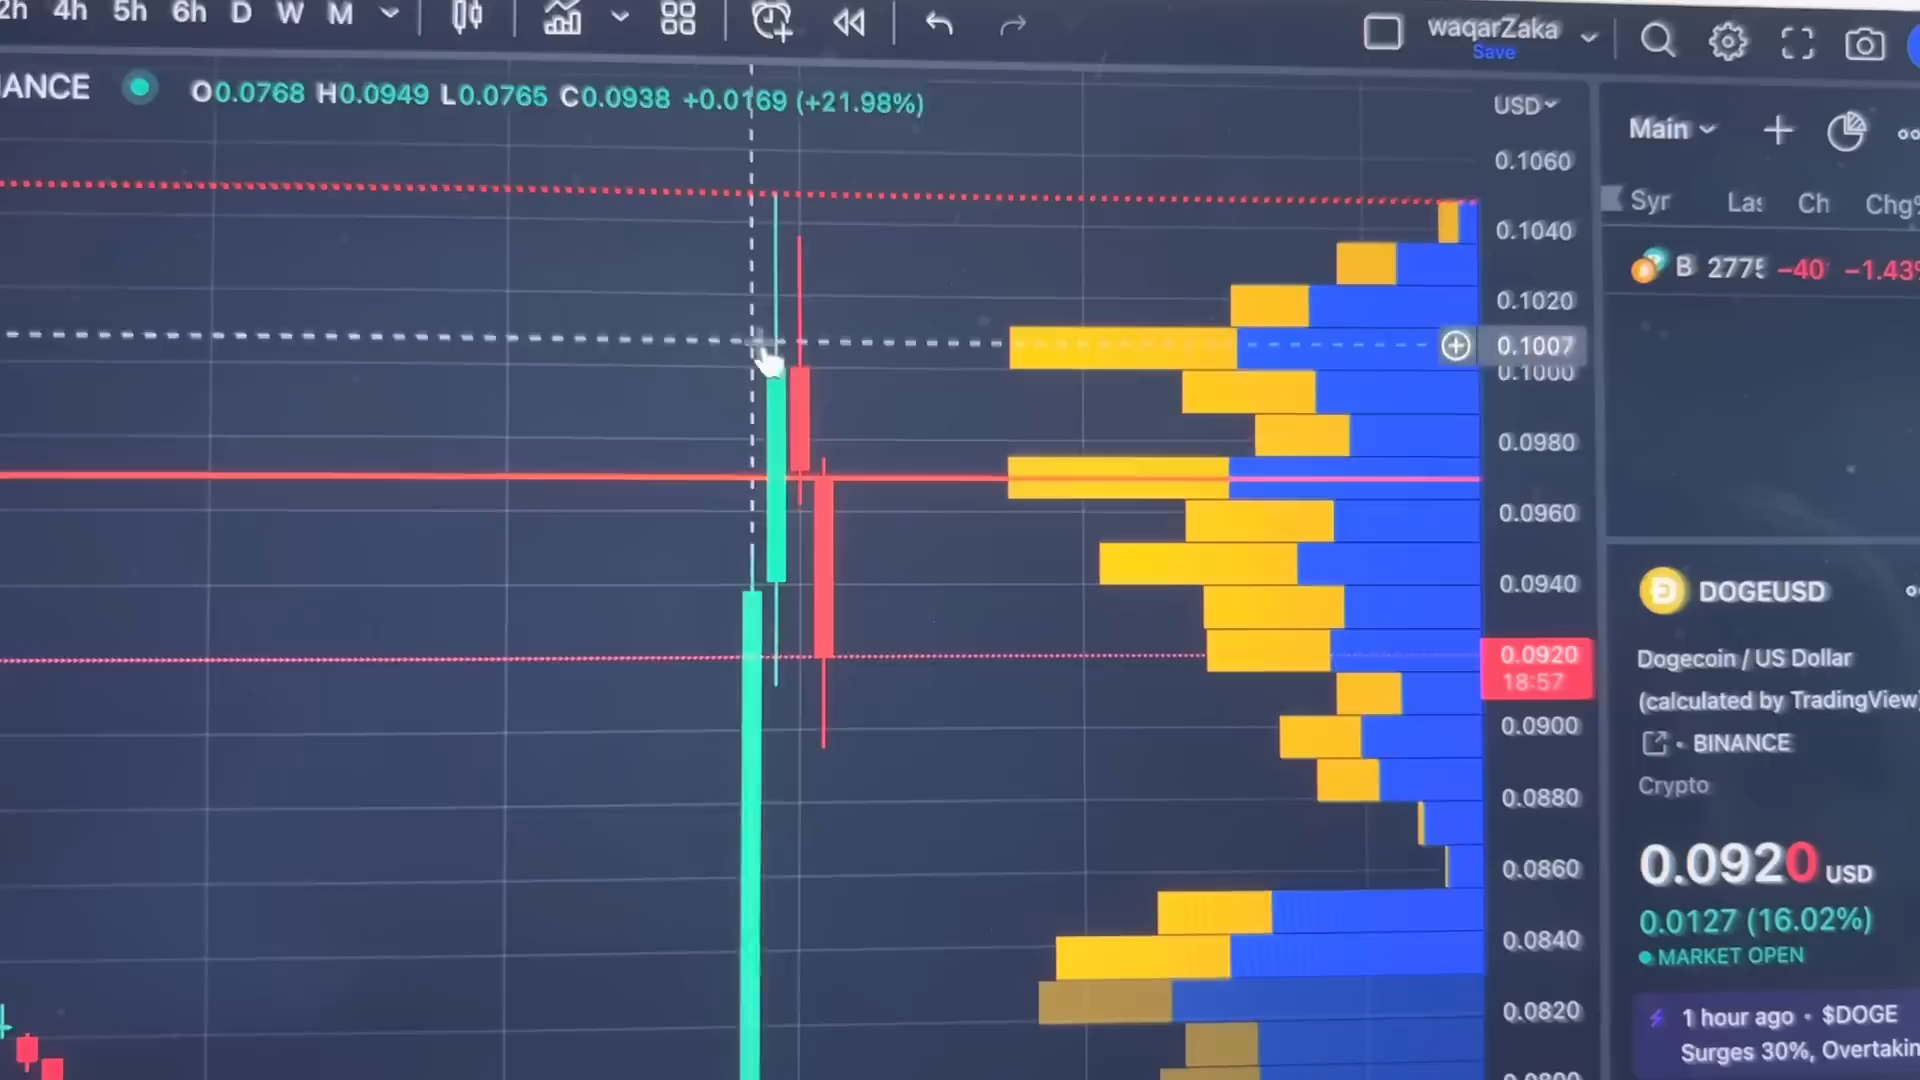 2h 4h 5h 6h D W M
waqarZaka
Save
ANCE O0.0768 H0.0949 L0.0765 C0.0938 +0.0169 (+21.98%)
USD
0.1060
0.1040
0.1020
0.1007
0.1000
0.0980
0.0960
0.0940
0.0920
18:57
0.0900
0.0880
0.0860
0.0840
0.0820
Main
Syr Las Ch Chg%
B 2775 −40 −1.43%
DOGEUSD
Dogecoin / US Dollar
(calculated by TradingView)
BINANCE
Crypto
0.0920 USD
0.0127 (16.02%)
MARKET OPEN
1 hour ago · $DOGE
Surges 30%, Overtakin